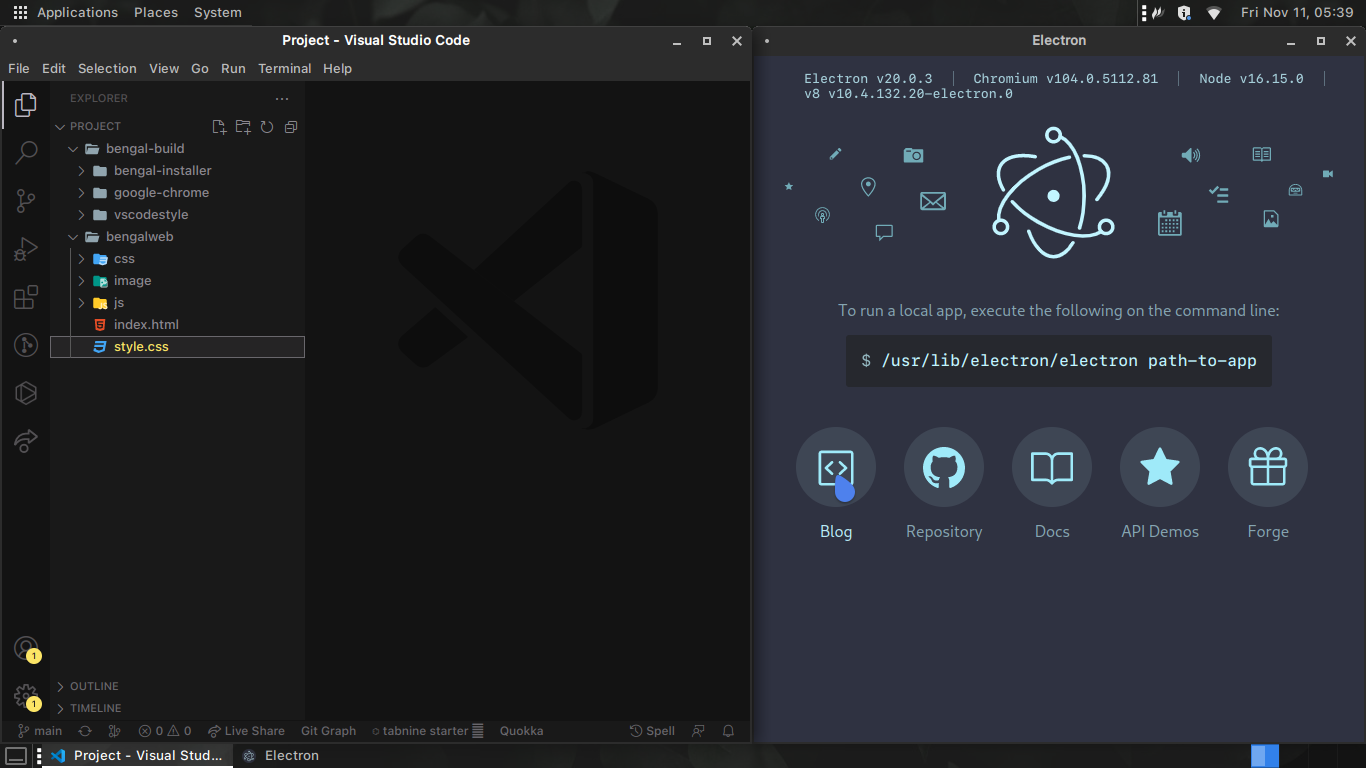 Applications Places System
Fri Nov 11, 05:39
Project - Visual Studio Code
File Edit Selection View Go Run Terminal Help
EXPLORER
PROJECT
bengal-build
bengal-installer
google-chrome
vscodestyle
bengalweb
css
image
js
index.html
style.css
1
1
OUTLINE
TIMELINE
main 0 0 Live Share Git Graph tabnine starter Quokka Spell
Electron
Electron v20.0.3 | Chromium v104.0.5112.81 | Node v16.15.0 |
v8 v10.4.132.20-electron.0
To run a local app, execute the following on the command line:
$ /usr/lib/electron/electron path-to-app
Blog Repository Docs API Demos Forge
Project - Visual Stud... Electron